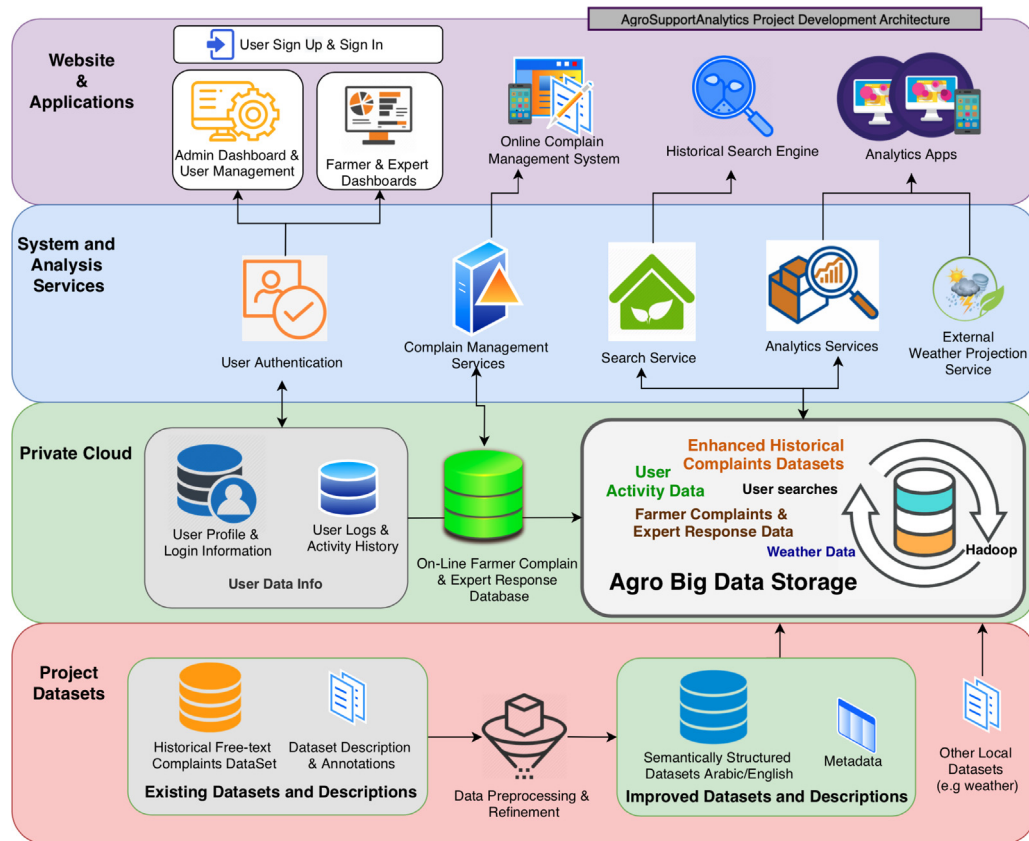 AgroSupportAnalytics Project Development Architecture
Website
&
Applications
User Sign Up & Sign In
Admin Dashboard &
User Management
Farmer & Expert
Dashboards
Online Complain
Management System
Historical Search Engine
Analytics Apps
System and
Analysis
Services
User Authentication
Complain Management
Services
Search Service
Analytics Services
External
Weather Projection
Service
Private Cloud
User Profile &
Login Information
User Logs &
Activity History
User Data Info
On-Line Farmer Complain
& Expert Response
Database
Enhanced Historical
Complaints Datasets
User
Activity Data
User searches
Farmer Complaints &
Expert Response Data
Weather Data
Hadoop
Agro Big Data Storage
Project
Datasets
Historical Free-text
Complaints DataSet
Dataset Description
& Annotations
Existing Datasets and Descriptions
Data Preprocessing &
Refinement
Semantically Structured
Datasets Arabic/English
Metadata
Improved Datasets and Descriptions
Other Local
Datasets
(e.g weather)